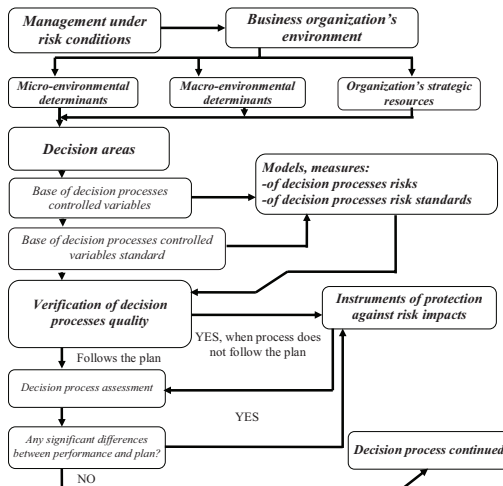 Management under
risk conditions
Business organization's
environment
Micro-environmental
determinants
Macro-environmental
determinants
Organization's strategic
resources
Decision areas
Base of decision processes
controlled variables
Models, measures:
-of decision processes risks
-of decision processes risk standards
Base of decision processes controlled
variables standard
Verification of decision
processes quality
Instruments of protection
against risk impacts
YES, when process does
not follow the plan
Follows the plan
Decision process assessment
YES
Any significant differences
between performance and plan?
Decision process continued
NO